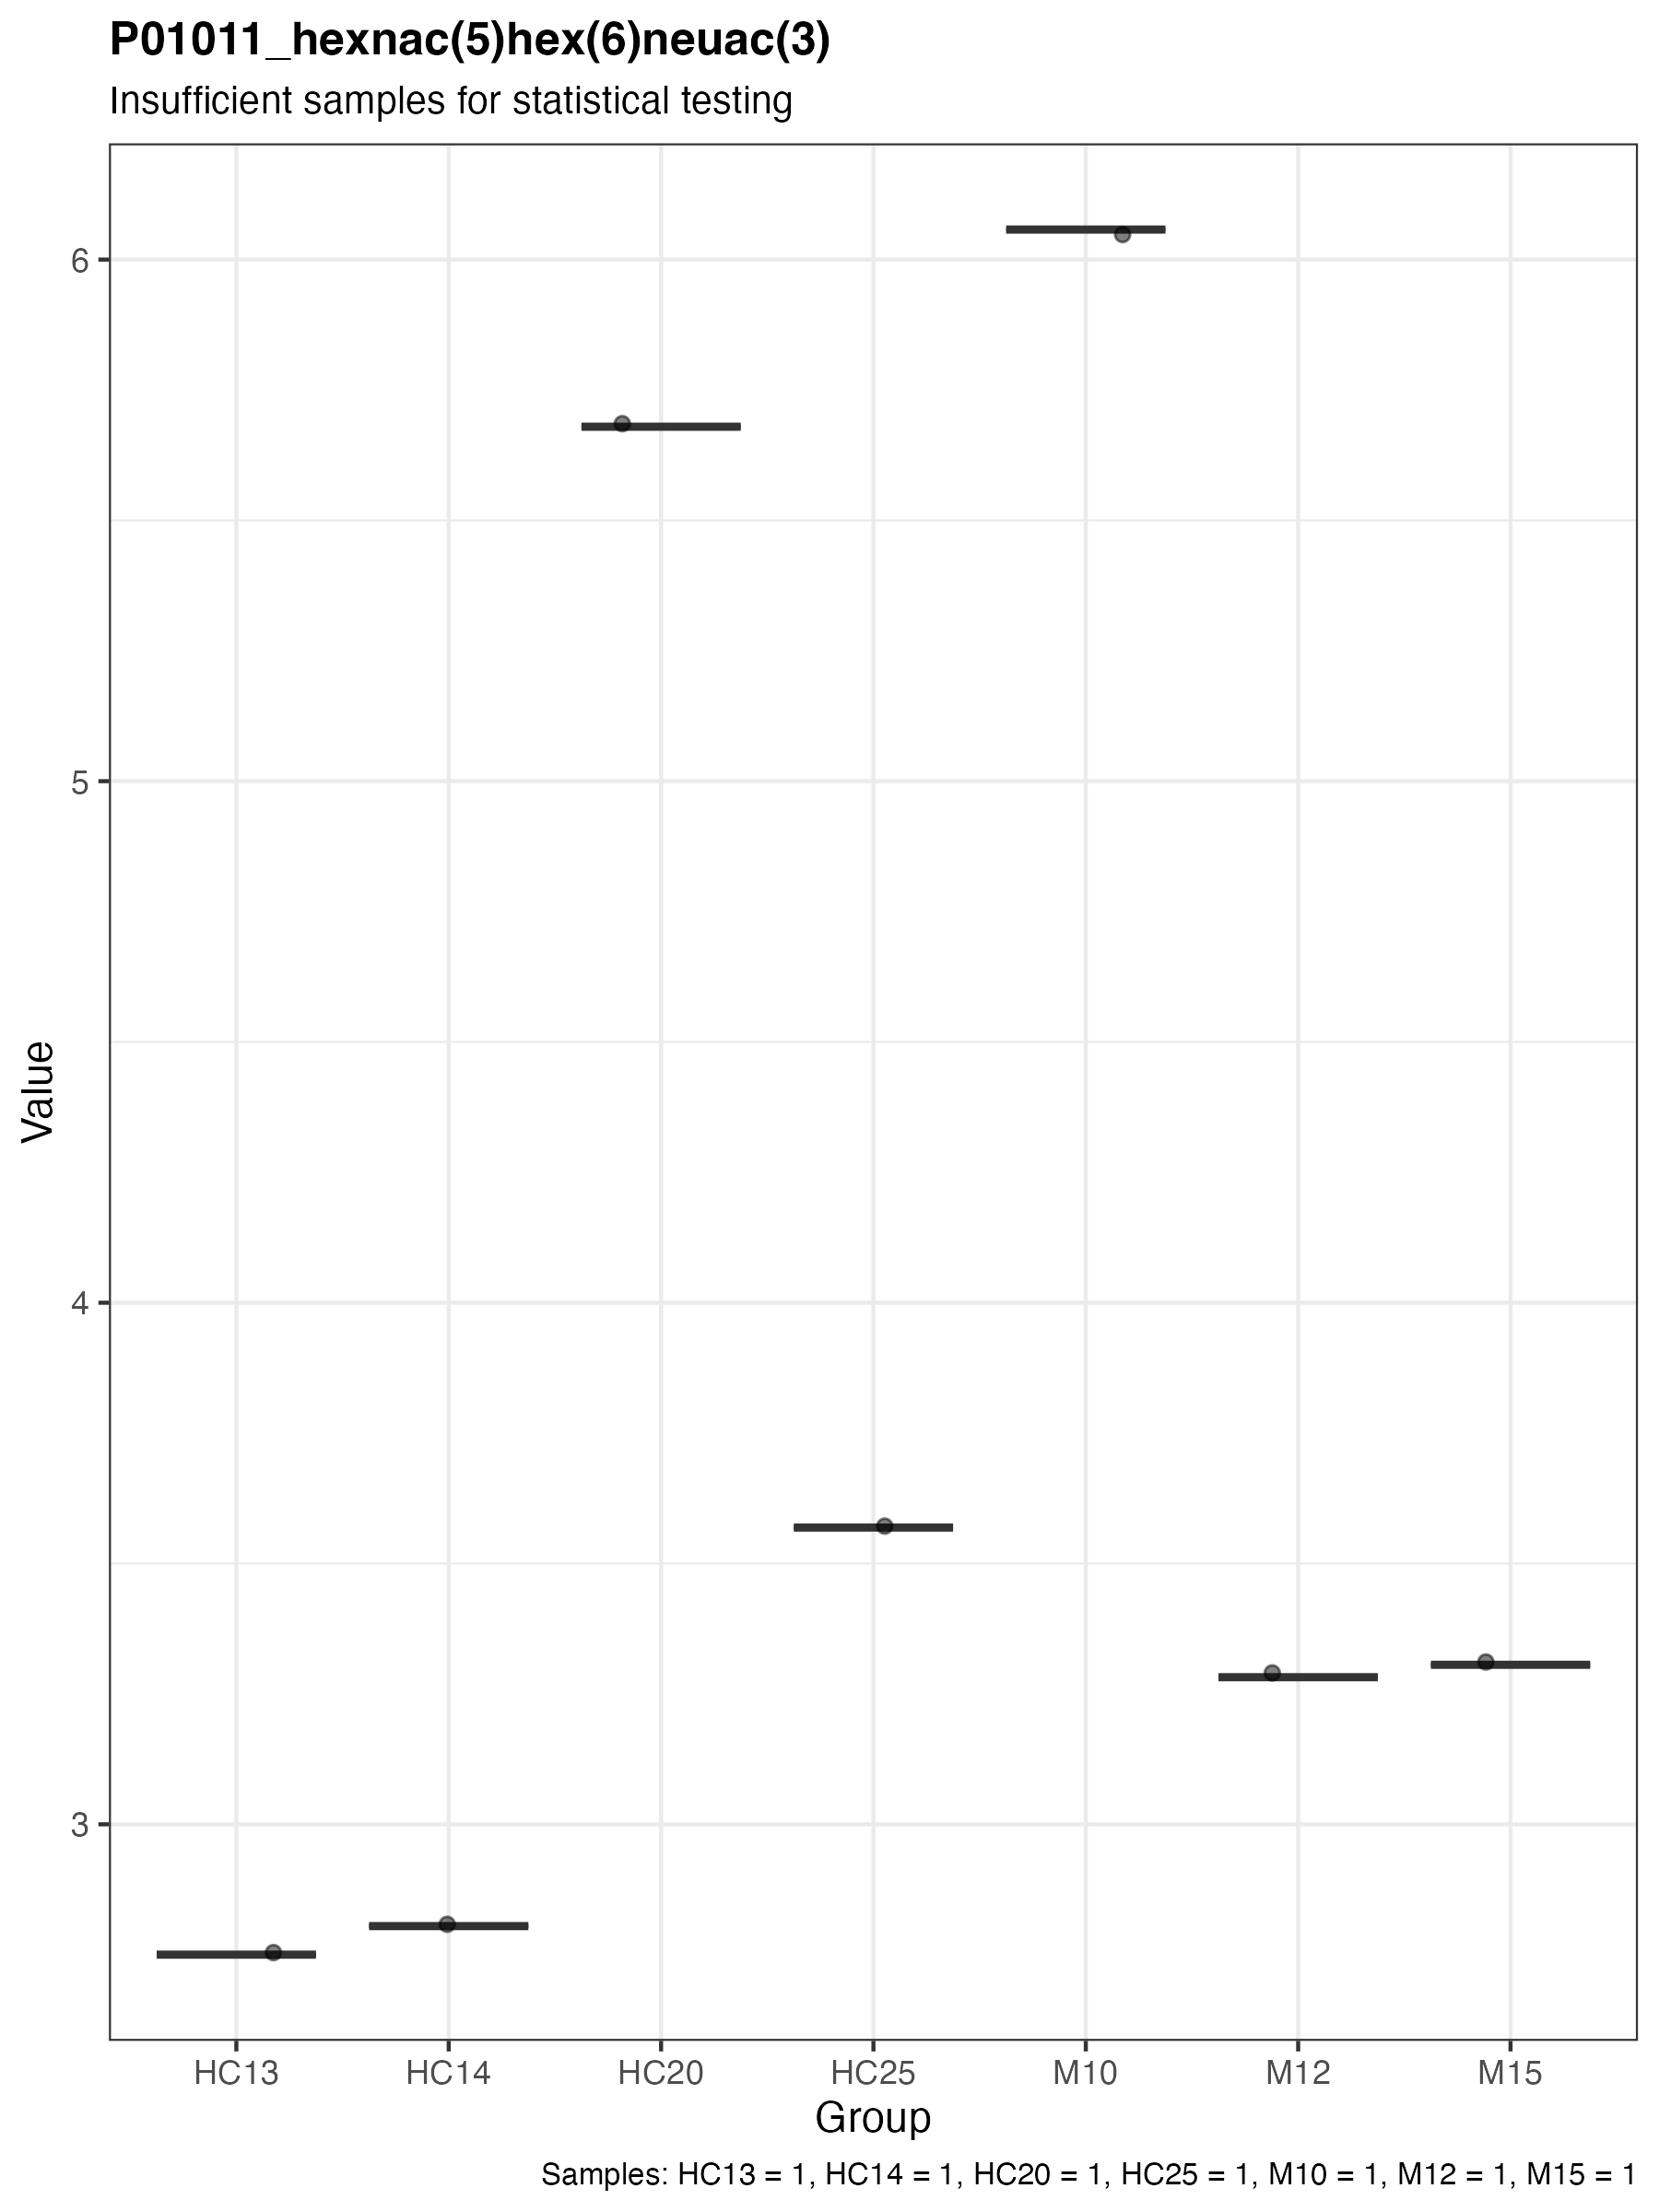 P01011_hexnac(5)hex(6)neuac(3)
Insufficient samples for statistical testing
6
5
4
3
Value
HC13 HC14 HC20 HC25 M10 M12 M15
Group
Samples: HC13 = 1, HC14 = 1, HC20 = 1, HC25 = 1, M10 = 1, M12 = 1, M15 = 1